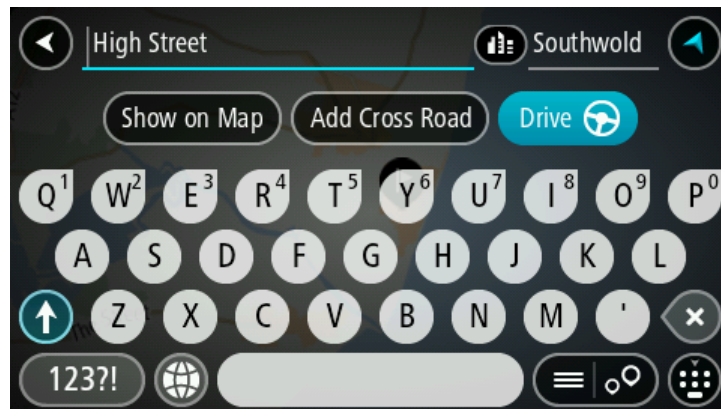 High Street Southwold
Show on Map Add Cross Road Drive
Q1 W2 E3 R4 T5 Y6 U7 I8 O9 P0
A S D F G H J K L
Z X C V B N M '
123?!